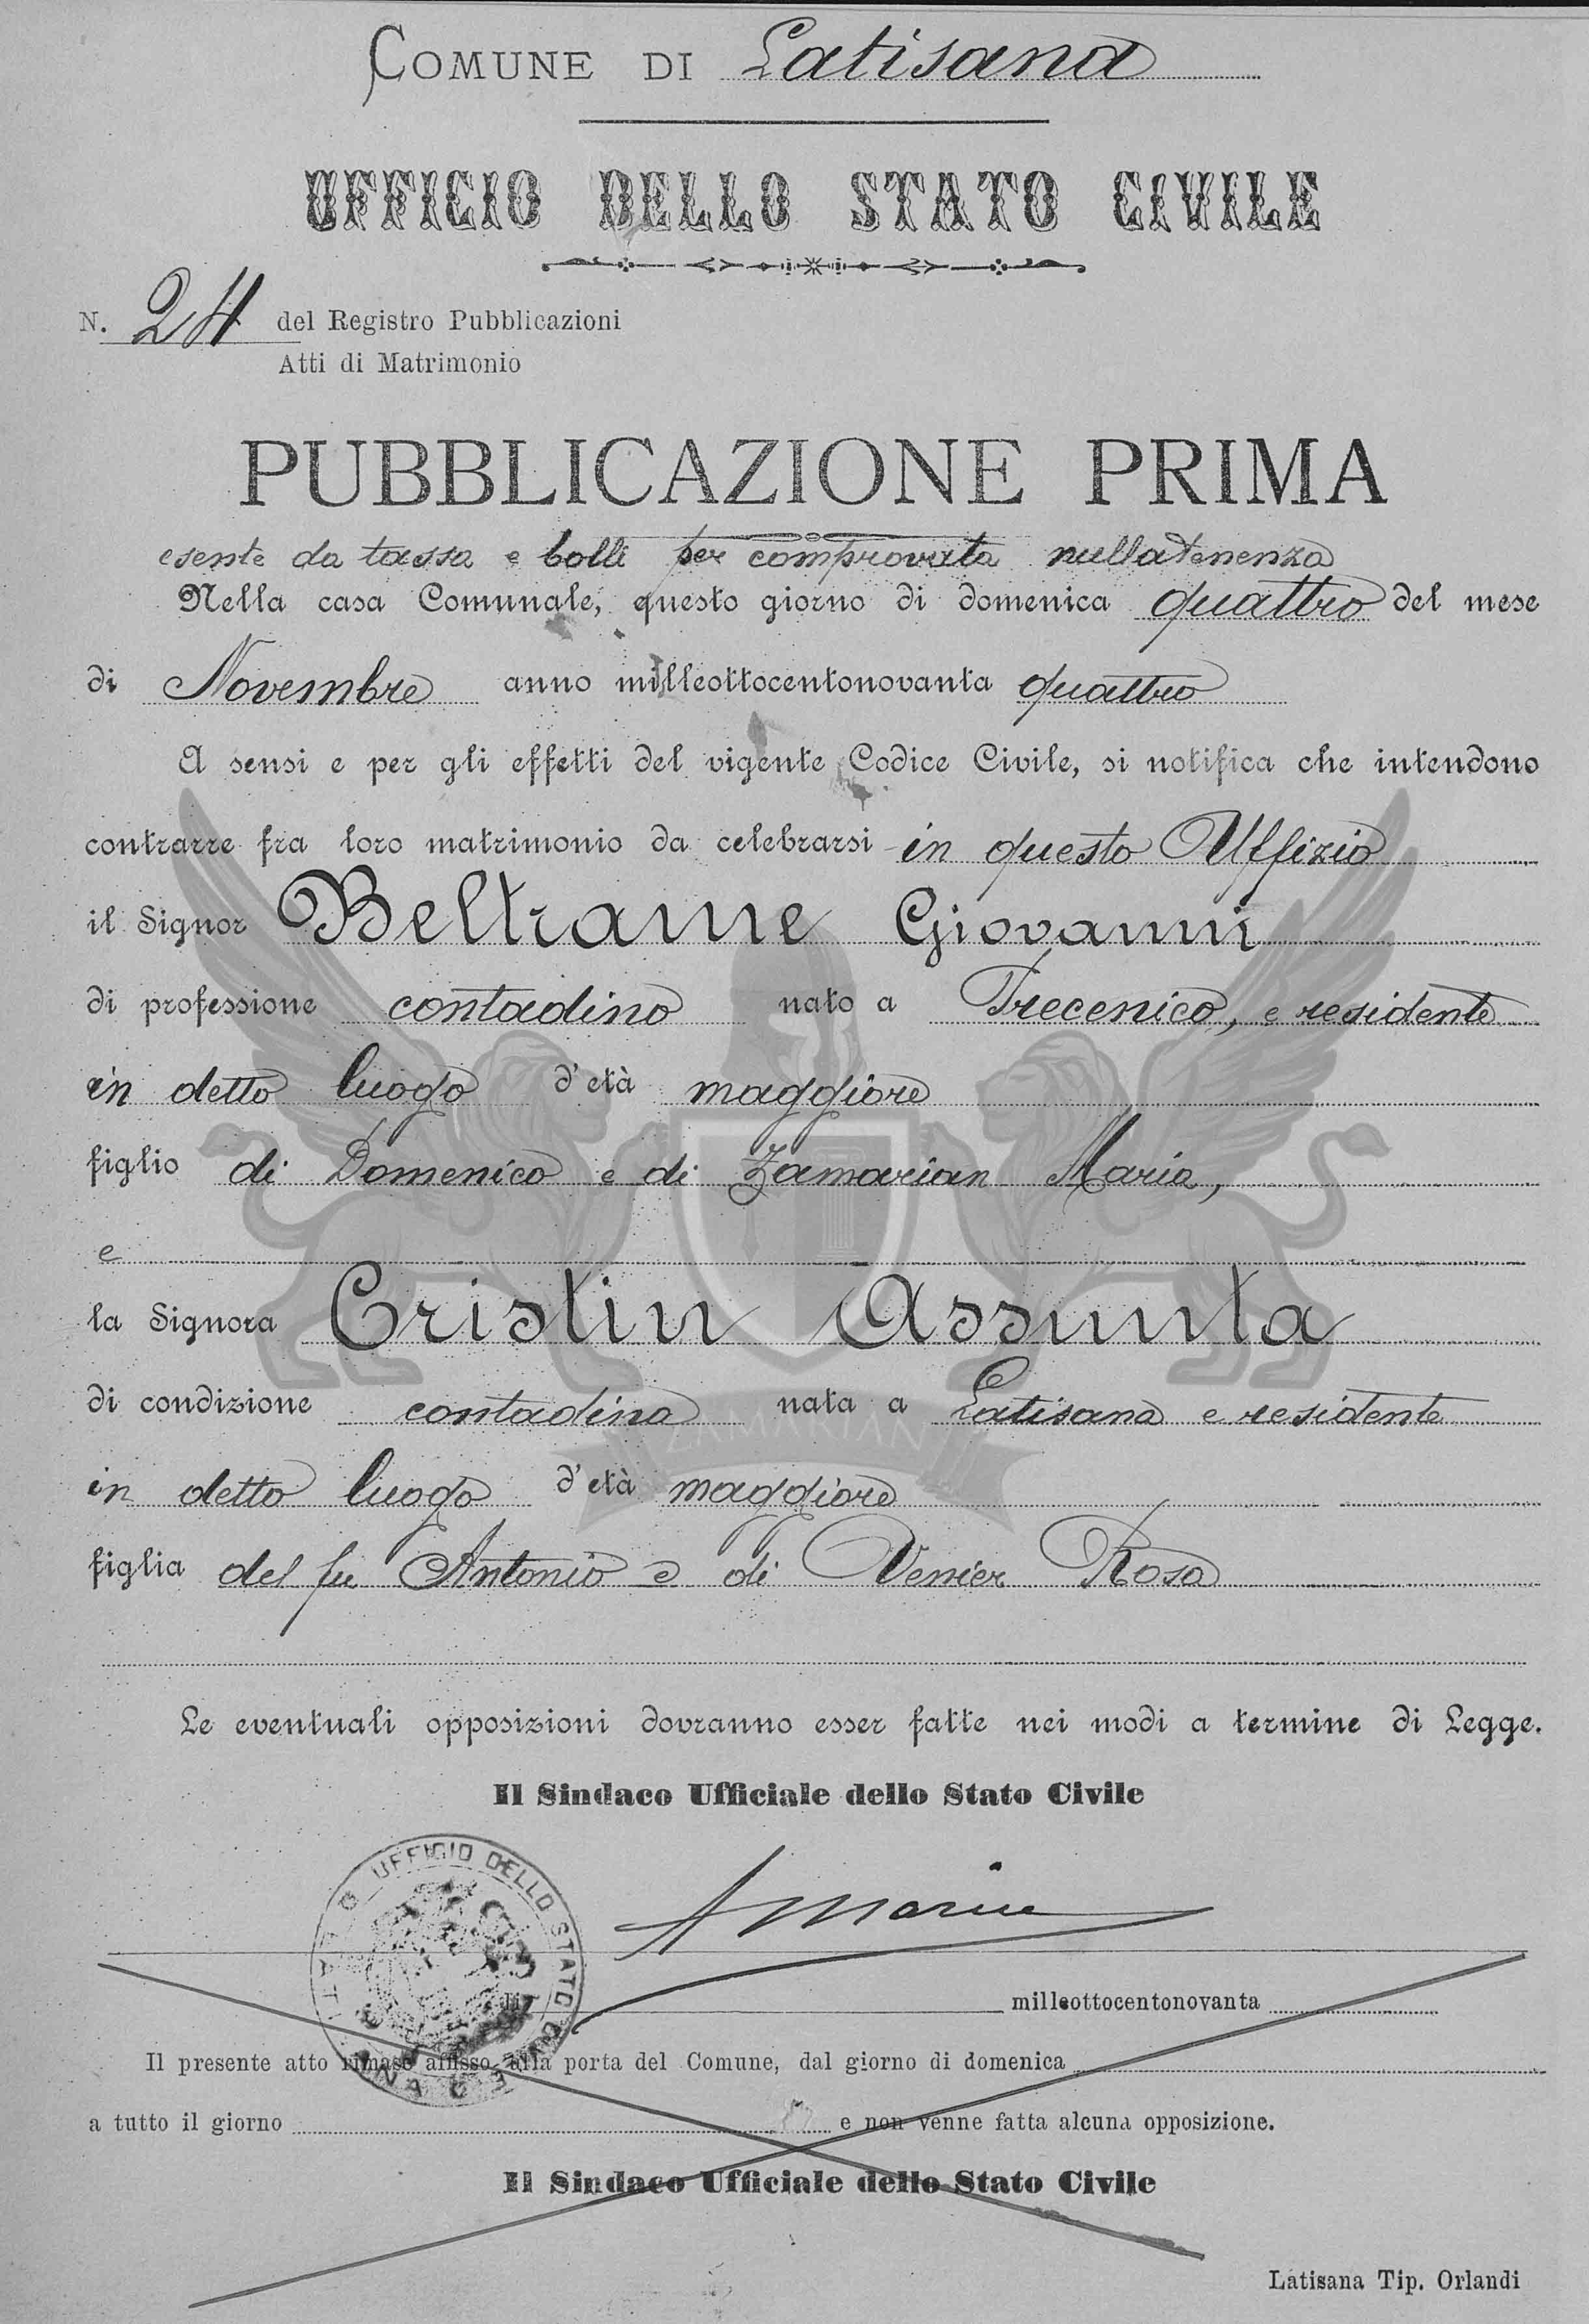 COMUNE DI Latisana
UFFICIO DELLO STATO CIVILE
N. 24 del Registro Pubblicazioni
Atti di Matrimonio
PUBBLICAZIONE PRIMA
esente da tassa e bolli per comprovata nullatenenza
Nella casa Comunale, questo giorno di domenica quattro del mese
di Novembre anno milleottocentonovanta quattro
A sensi e per gli effetti del vigente Codice Civile, si notifica che intendono
contrarre fra loro matrimonio da celebrarsi in questo Uffizio
il Signor Beltrame Giovanni
di professione contadino nato a Precenico, e residente
in detto luogo d'età maggiore
figlio di Domenico e di Zamarian Maria,
e
la Signora Cristin Assunta
di condizione contadina nata a Latisana e residente
in detto luogo d'età maggiore
figlia del fu Antonio e di Venier Rosa
Le eventuali opposizioni dovranno esser fatte nei modi a termine di Legge.
Il Sindaco Ufficiale dello Stato Civile
UFFICIO DELLO STATO CIVILE
A Marin
li milleottocentonovanta
Il presente atto rimase affisso alla porta del Comune, dal giorno di domenica
a tutto il giorno e non venne fatta alcuna opposizione.
Il Sindaco Ufficiale dello Stato Civile
Latisana Tip. Orlandi
ZAMARIAN